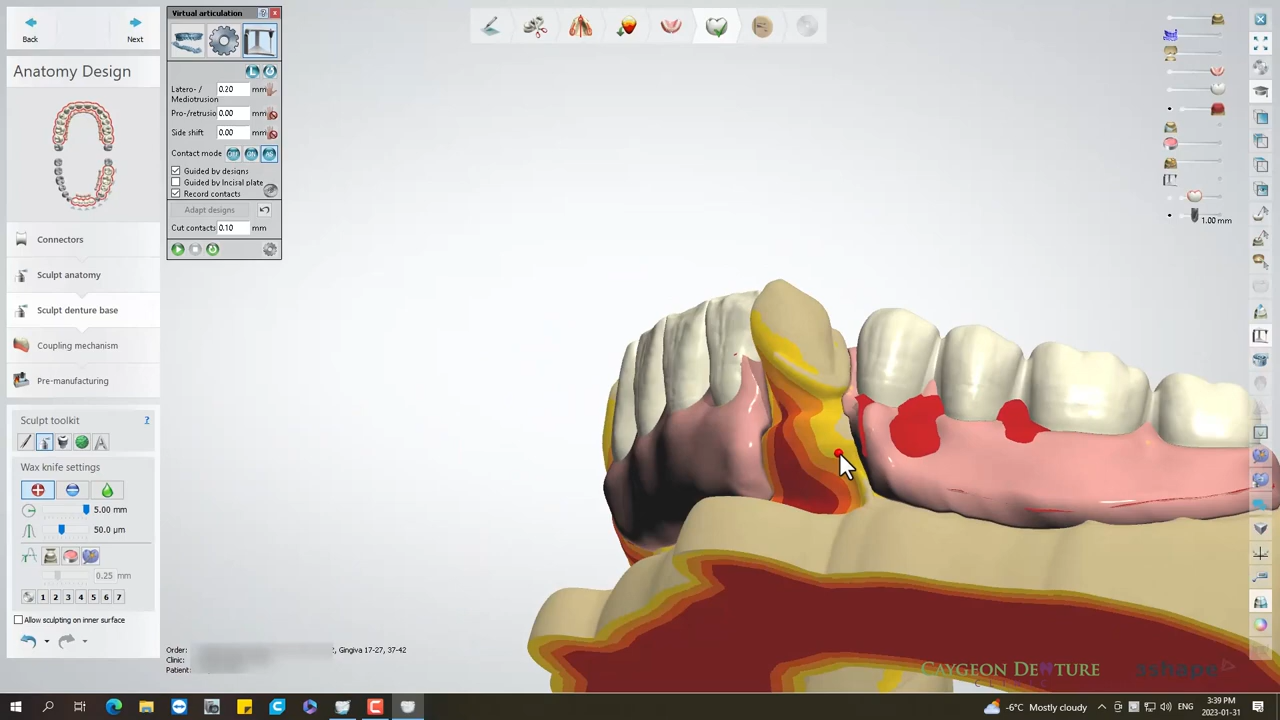 Back
Next
Anatomy Design
Connectors
Sculpt anatomy
Sculpt denture base
Coupling mechanism
Pre-manufacturing
Sculpt toolkit
?
Wax knife settings
5.00 mm
50.0 µm
0.25 mm
1 2 3 4 5 6 7
Allow sculpting on inner surface
Virtual articulation
Latero- /
Mediotrusion
0.20 mm
Pro-/retrusio 0.00 mm
Side shift 0.00 mm
Contact mode OFF ON
Guided by designs
Guided by Incisal plate
Record contacts
Adapt designs
Cut contacts 0.10 mm
1.00 mm
Order:
, Gingiva 17-27, 37-42
Clinic:
Patient:
CAYGEON DENTURE
CLINIC
3shape
-6°C Mostly cloudy
ENG
3:39 PM
2023-01-31